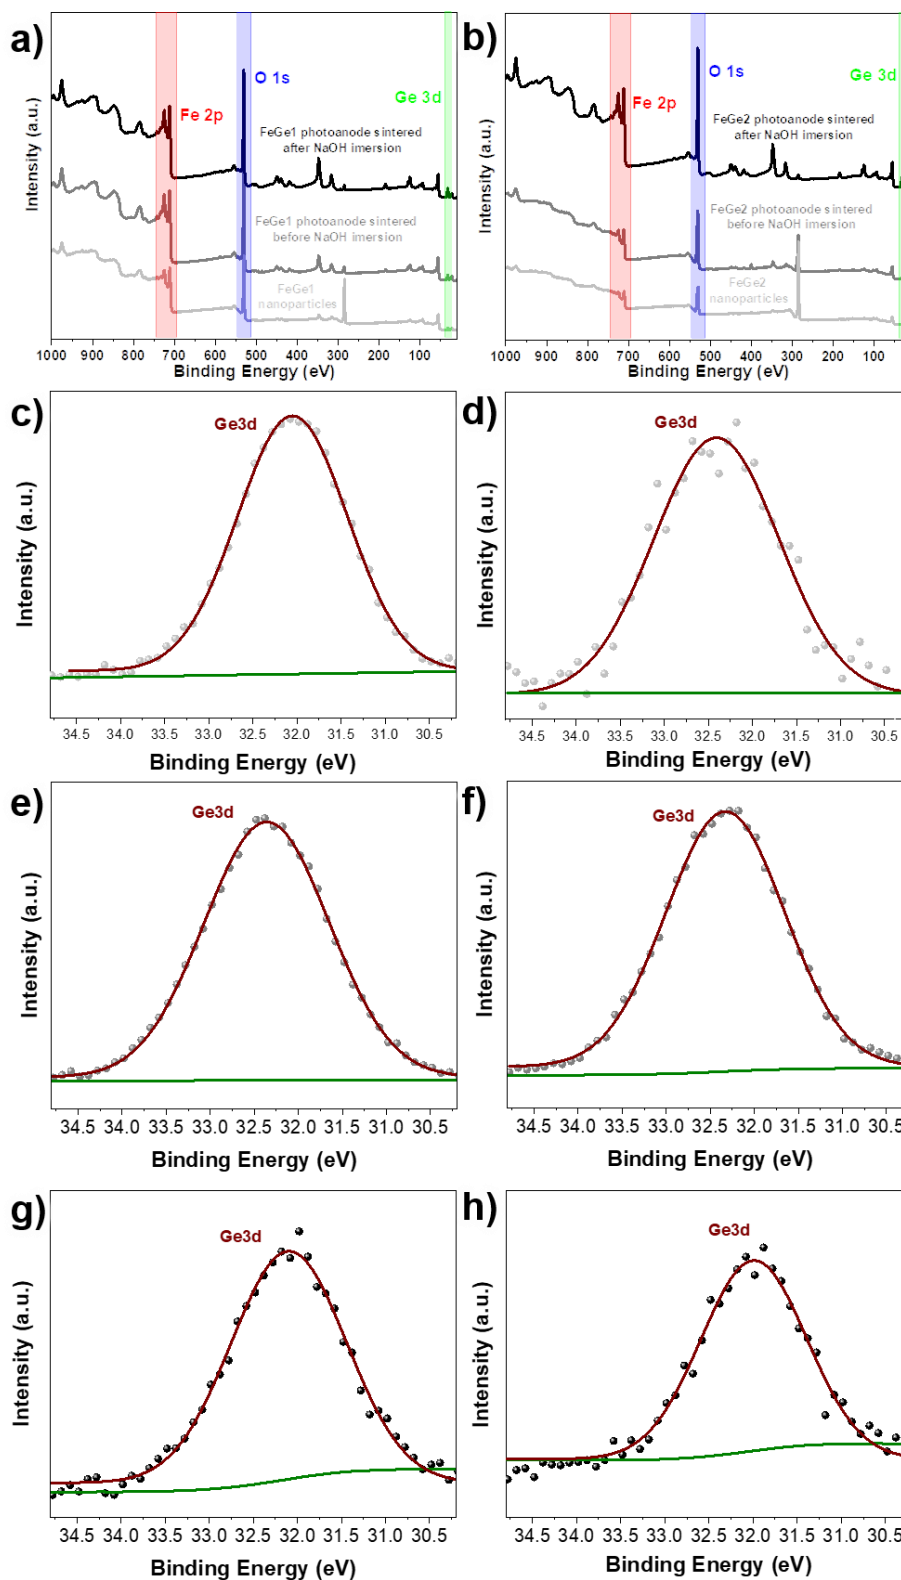 a)
Fe 2p
O 1s
Ge 3d
FeGe1 photoanode sintered
after NaOH imersion
FeGe1 photoanode sintered
before NaOH imersion
FeGe1
nanoparticles
Intensity (a.u.)
1000 900 800 700 600 500 400 300 200 100
Binding Energy (eV)
b)
Fe 2p
O 1s
Ge 3d
FeGe2 photoanode sintered
after NaOH imersion
FeGe2 photoanode sintered
before NaOH imersion
FeGe2
nanoparticles
Intensity (a.u.)
1000 900 800 700 600 500 400 300 200 100
Binding Energy (eV)
c)
Ge3d
Intensity (a.u.)
34.5 34.0 33.5 33.0 32.5 32.0 31.5 31.0 30.5
Binding Energy (eV)
d)
Ge3d
Intensity (a.u.)
34.5 34.0 33.5 33.0 32.5 32.0 31.5 31.0 30.5
Binding Energy (eV)
e)
Ge3d
Intensity (a.u.)
34.5 34.0 33.5 33.0 32.5 32.0 31.5 31.0 30.5
Binding Energy (eV)
f)
Ge3d
Intensity (a.u.)
34.5 34.0 33.5 33.0 32.5 32.0 31.5 31.0 30.5
Binding Energy (eV)
g)
Ge3d
Intensity (a.u.)
34.5 34.0 33.5 33.0 32.5 32.0 31.5 31.0 30.5
Binding Energy (eV)
h)
Ge3d
Intensity (a.u.)
34.5 34.0 33.5 33.0 32.5 32.0 31.5 31.0 30.5
Binding Energy (eV)